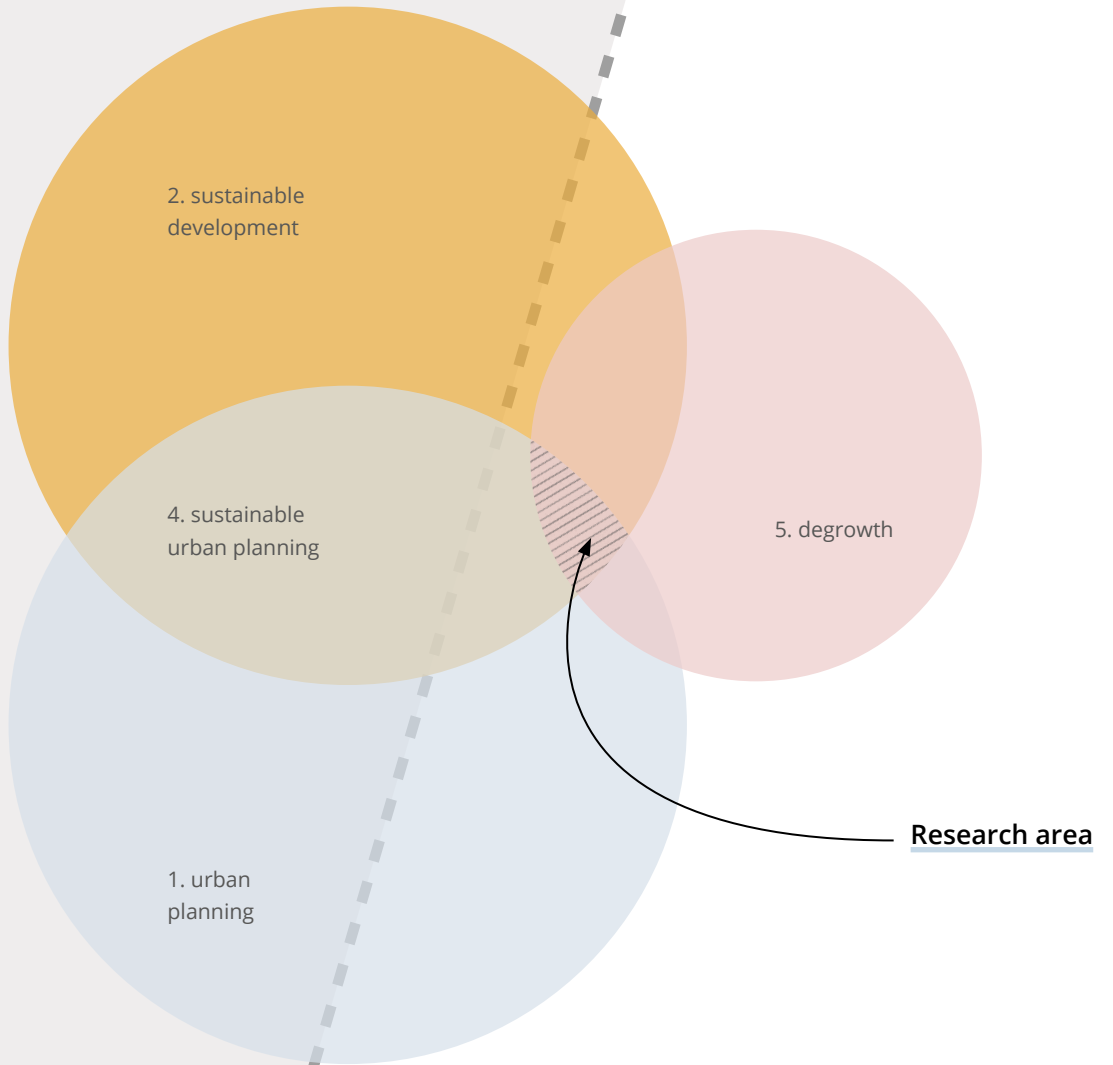 2. sustainable
development
4. sustainable
urban planning
5. degrowth
Research area
1. urban
planning